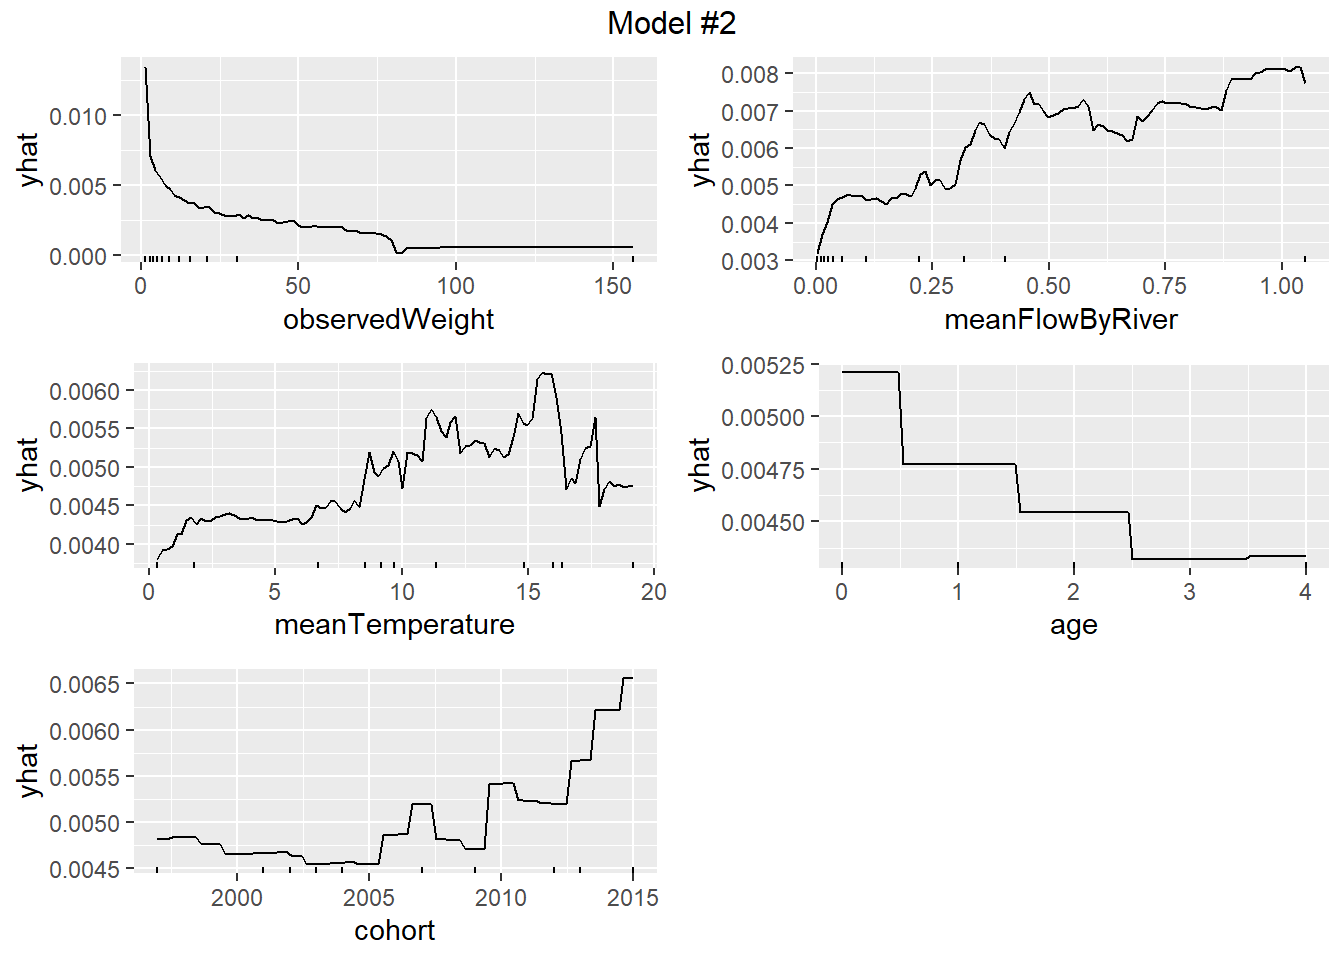 Model #2
0.010
0.005
0.000
yhat
0 50 100 150
observedWeight
0.008
0.007
0.006
0.005
0.004
0.003
yhat
0.00 0.25 0.50 0.75 1.00
meanFlowByRiver
0.0060
0.0055
0.0050
0.0045
0.0040
yhat
0 5 10 15 20
meanTemperature
0.00525
0.00500
0.00475
0.00450
yhat
0 1 2 3 4
age
0.0065
0.0060
0.0055
0.0050
0.0045
yhat
2000 2005 2010 2015
cohort